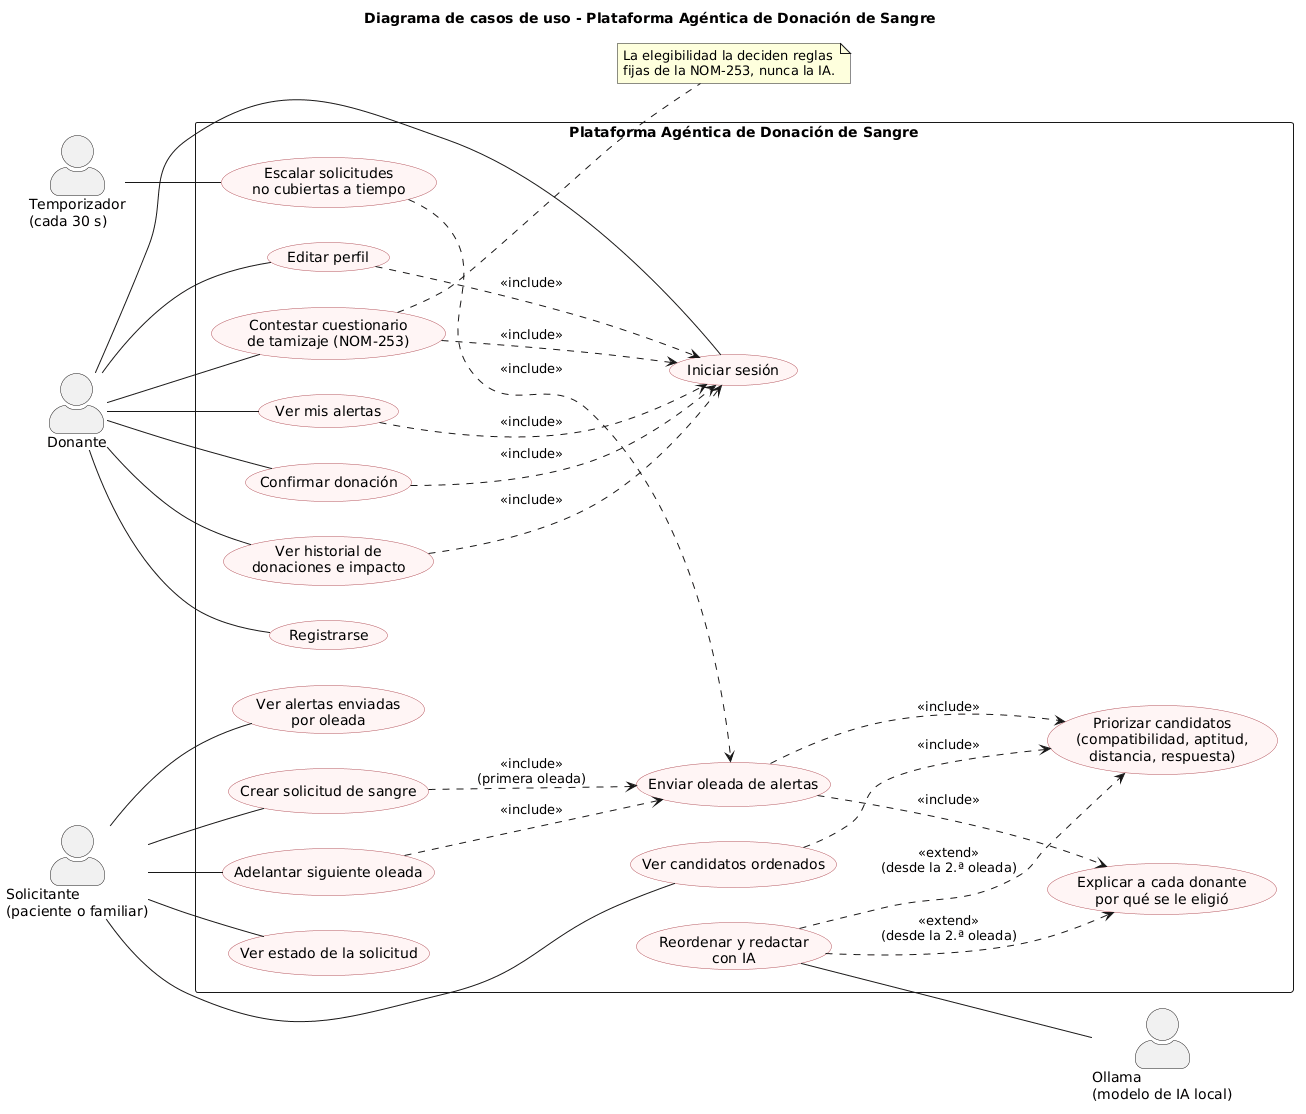 Diagrama de casos de uso - Plataforma Agéntica de Donación de Sangre
La elegibilidad la deciden reglas
fijas de la NOM-253, nunca la IA.
Plataforma Agéntica de Donación de Sangre
Temporizador
(cada 30 s)
Escalar solicitudes
no cubiertas a tiempo
Editar perfil
«include»
Contestar cuestionario
de tamizaje (NOM-253)
«include»
«include»
Iniciar sesión
Donante
Ver mis alertas
«include»
Confirmar donación
«include»
«include»
Ver historial de
donaciones e impacto
Registrarse
Ver alertas enviadas
por oleada
«include»
Priorizar candidatos
(compatibilidad, aptitud,
distancia, respuesta)
«include»
Crear solicitud de sangre
«include»
(primera oleada)
Enviar oleada de alertas
«include»
«include»
Solicitante
(paciente o familiar)
Adelantar siguiente oleada
Ver candidatos ordenados
«extend»
(desde la 2.ª oleada)
Explicar a cada donante
por qué se le eligió
Ver estado de la solicitud
Reordenar y redactar
con IA
«extend»
(desde la 2.ª oleada)
Ollama
(modelo de IA local)